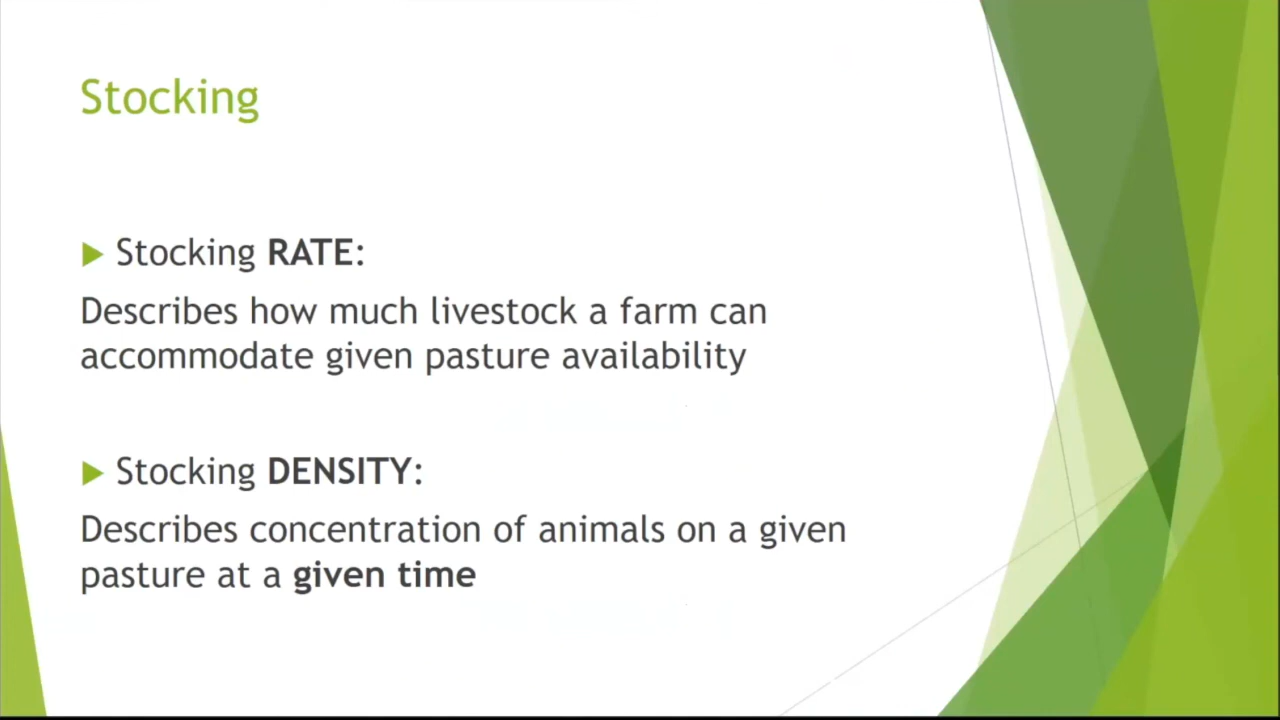 Stocking
Stocking RATE:
Describes how much livestock a farm can
accommodate given pasture availability
Stocking DENSITY:
Describes concentration of animals on a given
pasture at a given time